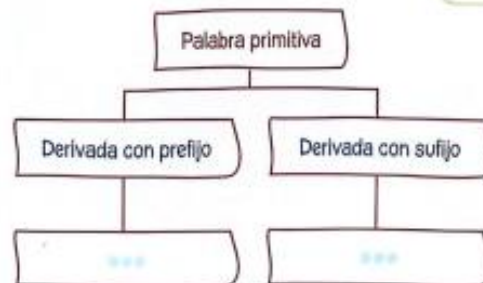 Palabra primitiva
Derivada con prefijo
Derivada con sufijo
...
...